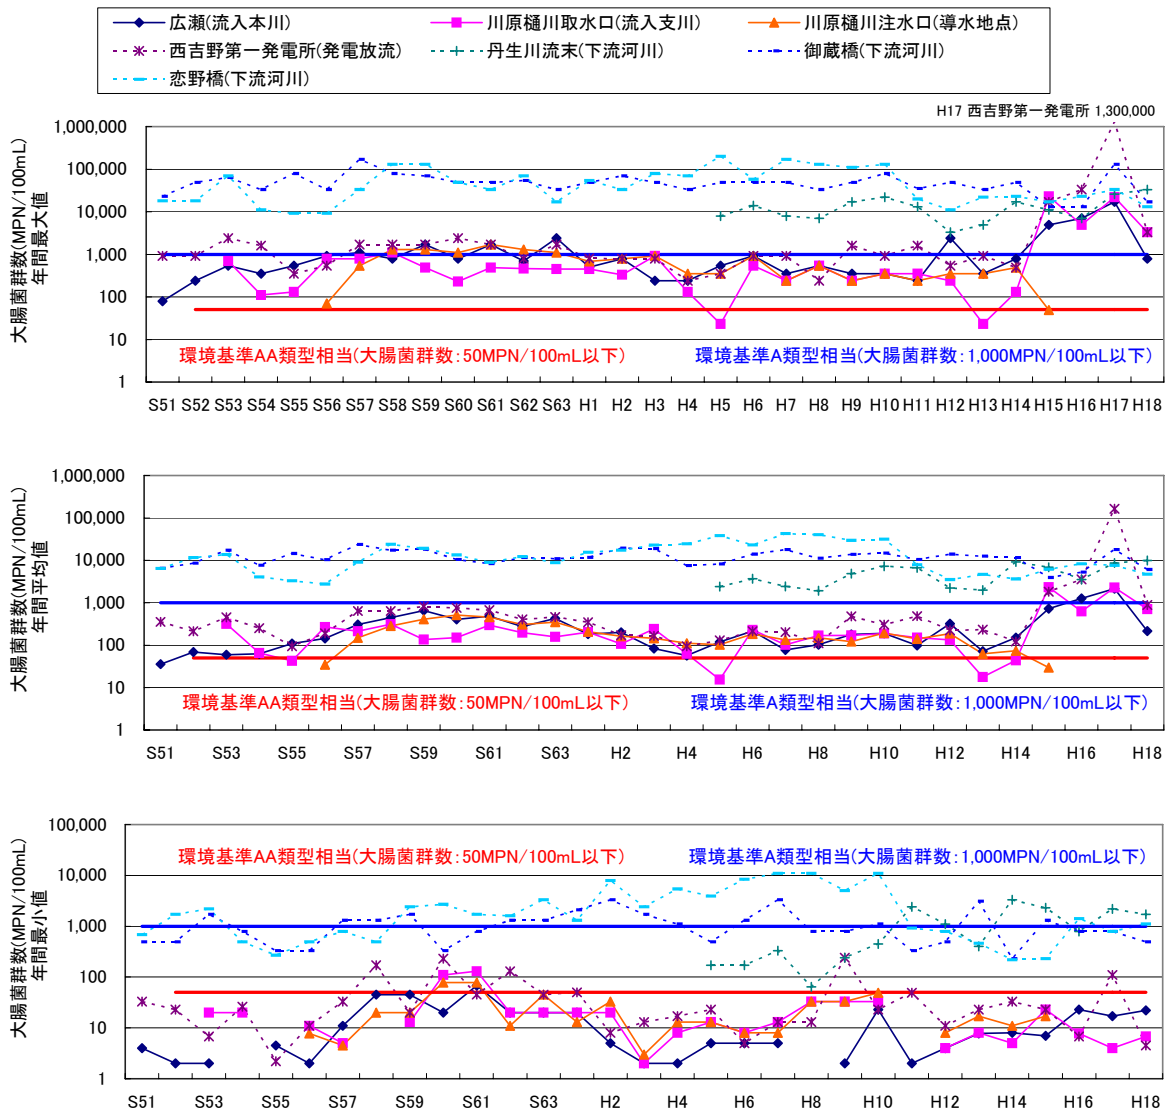 広瀬(流入本川) 川原樋川取水口(流入支川) 川原樋川注水口(導水地点)
西吉野第一発電所(発電放流) 丹生川流末(下流河川) 御蔵橋(下流河川)
恋野橋(下流河川)
H17 西吉野第一発電所 1,300,000
大腸菌群数(MPN/100mL)
年間最大値
1,000,000
100,000
10,000
1,000
100
10
1
環境基準AA類型相当(大腸菌群数:50MPN/100mL以下) 環境基準A類型相当(大腸菌群数:1,000MPN/100mL以下)
S51 S52 S53 S54 S55 S56 S57 S58 S59 S60 S61 S62 S63 H1 H2 H3 H4 H5 H6 H7 H8 H9 H10 H11 H12 H13 H14 H15 H16 H17 H18
大腸菌群数(MPN/100mL)
年間平均値
1,000,000
100,000
10,000
1,000
100
10
1
環境基準AA類型相当(大腸菌群数:50MPN/100mL以下) 環境基準A類型相当(大腸菌群数:1,000MPN/100mL以下)
S51 S53 S55 S57 S59 S61 S63 H2 H4 H6 H8 H10 H12 H14 H16 H18
大腸菌群数(MPN/100mL)
年間最小値
100,000
10,000
1,000
100
10
1
環境基準AA類型相当(大腸菌群数:50MPN/100mL以下) 環境基準A類型相当(大腸菌群数:1,000MPN/100mL以下)
S51 S53 S55 S57 S59 S61 S63 H2 H4 H6 H8 H10 H12 H14 H16 H18